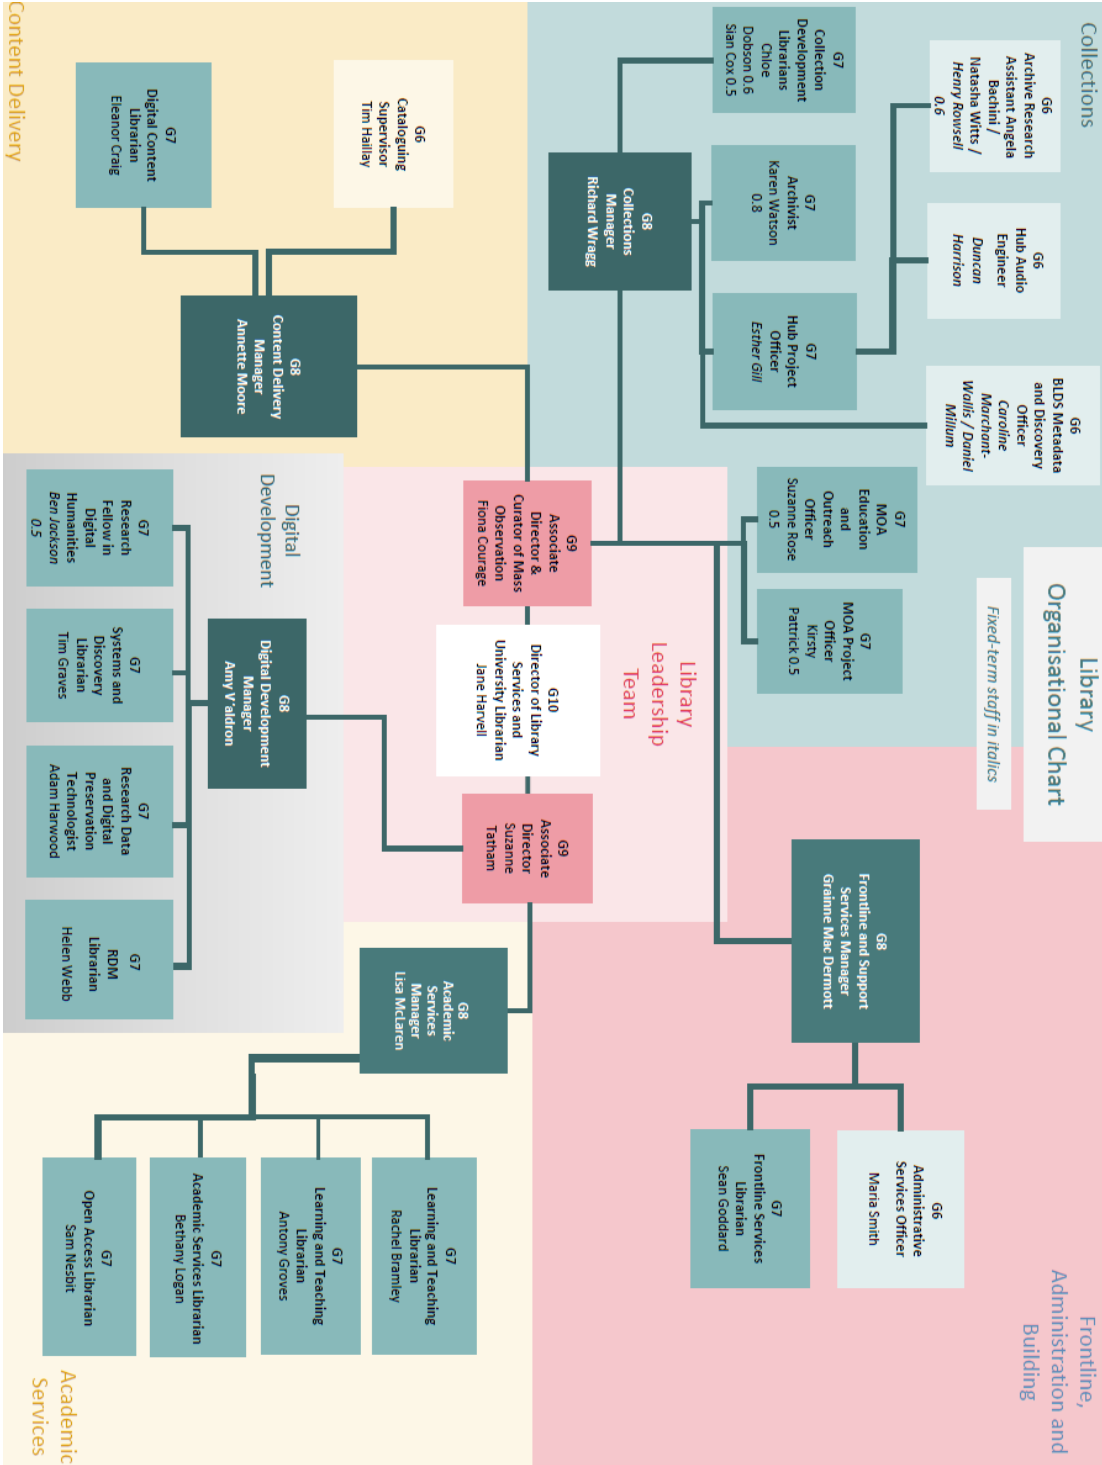 Collections
G6
Archive Research
Assistant Angela
Bachini /
Natasha Witts /
Henry Rowsell
0.6
G6
Hub Audio
Engineer
Duncan
Harrison
G6
BLDS Metadata
and Discovery
Officer
Caroline
Marchant-
Wallis / Daniel
Millum
Library
Organisational Chart
Fixed-term staff in italics
Frontline,
Administration and
Building
G7
Collection
Development
Librarians
Chloe
Dobson 0.6
Sian Cox 0.5
G7
Archivist
Karen Watson
0.8
G7
Hub Project
Officer
Esther Gill
G7
MOA
Education
and
Outreach
Officer
Suzanne Rose
0.5
G7
MOA Project
Officer
Kirsty
Pattrick 0.5
G8
Collections
Manager
Richard Wragg
G8
Frontline and Support
Services Manager
Grainne Mac Dermott
G6
Administrative
Services Officer
Maria Smith
G7
Frontline Services
Librarian
Sean Goddard
Library
Leadership
Team
G9
Associate
Director &
Curator of Mass
Observation
Fiona Courage
G10
Director of Library
Services and
University Librarian
Jane Harvell
G9
Associate
Director
Suzanne
Tatham
G6
Cataloguing
Supervisor
Tim Haillay
G7
Digital Content
Librarian
Eleanor Craig
G8
Content Delivery
Manager
Annette Moore
Content Delivery
Digital
Development
G8
Digital Development
Manager
Amy V'aldron
G7
Research
Fellow in
Digital
Humanities
Ben Jackson
0.5
G7
Systems and
Discovery
Librarian
Tim Graves
G7
Research Data
and Digital
Preservation
Technologist
Adam Harwood
G7
RDM
Librarian
Helen Webb
G8
Academic
Services
Manager
Lisa McLaren
G7
Learning and Teaching
Librarian
Rachel Bramley
G7
Learning and Teaching
Librarian
Antony Groves
G7
Academic Services Librarian
Bethany Logan
G7
Open Access Librarian
Sam Nesbit
Academic
Services